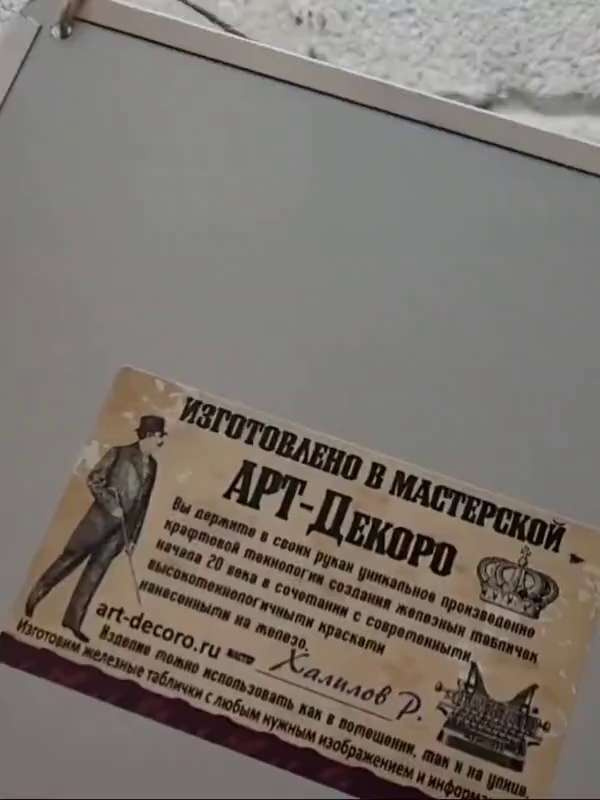 ИЗГОТОВЛЕНО В МАСТЕРСКОЙ
АРТ-ДЕКОРО
Вы держите в своих руках уникальное произведенно
крафтовой технологии создания железных табличек
начала 20 века в сочетании с современными
высокотехнологичными красками
нанесенными на железо.
art-decoro.ru
Халилов Р.
Изделие можно использовать как в помещении, так и на улице.
Изготовим железные таблички с любым нужным изображением и